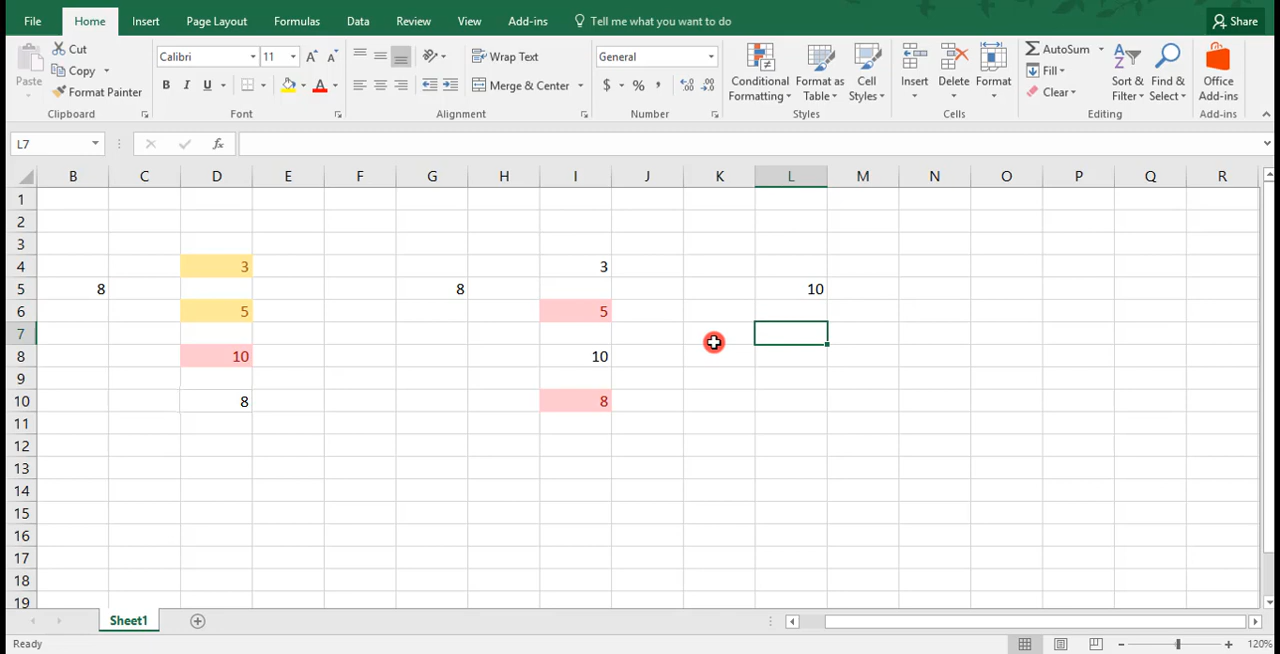 File Home Insert Page Layout Formulas Data Review View Add-ins Tell me what you want to do Share
Paste
Cut
Copy
Format Painter
Clipboard
Calibri 11
B I U
Font
Wrap Text
Merge & Center
Alignment
General
$ % ,
Number
Conditional Formatting
Format as Table
Cell Styles
Styles
Insert
Delete
Format
Cells
AutoSum
Fill
Clear
Sort & Filter
Find & Select
Editing
Office Add-ins
Add-ins
L7 fx
B C D E F G H I J K L M N O P Q R
1
2
3
4 3 3
5 8 8 10
6 5 5
7
8 10 10
9
10 8 8
11
12
13
14
15
16
17
18
19
Sheet1
Ready 120%